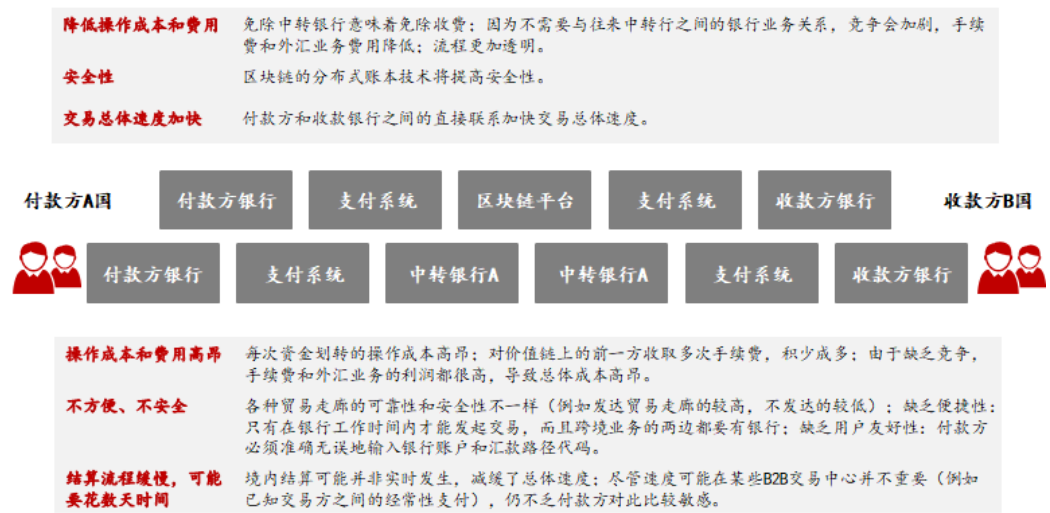 降低操作成本和费用 免除中转银行意味着免除收费；因为不需要与往来中转行之间的银行业务关系，竞争会加剧，手续
费和外汇业务费用降低；流程更加透明。
安全性 区块链的分布式账本技术将提高安全性。
交易总体速度加快 付款方和收款银行之间的直接联系加快交易总体速度。
付款方A国 付款方银行 支付系统 区块链平台 支付系统 收款方银行 收款方B国
付款方银行 支付系统 中转银行A 中转银行A 支付系统 收款方银行
操作成本和费用高昂 每次资金划转的操作成本高昂；对价值链上的前一方收取多次手续费，积少成多；由于缺乏竞争，
手续费和外汇业务的利润都很高，导致总体成本高昂。
不方便、不安全 各种贸易走廊的可靠性和安全性不一样（例如发达贸易走廊的较高，不发达的较低）；缺乏便捷性：
只有在银行工作时间内才能发起交易，而且跨境业务的两边都要有银行；缺乏用户友好性：付款方
必须准确无误地输入银行账户和汇款路径代码。
结算流程缓慢，可能 境内结算可能并非实时发生，减缓了总体速度；尽管速度可能在某些B2B交易中心并不重要（例如
要花数天时间 已知交易方之间的经常性支付），仍不乏付款方对此比较敏感。